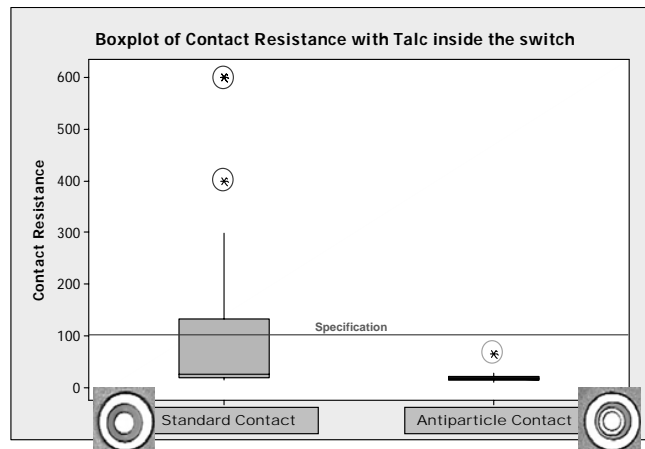 Boxplot of Contact Resistance with Talc inside the switch
Contact Resistance
600
500
400
300
200
100
0
Specification
Standard Contact
Antiparticle Contact